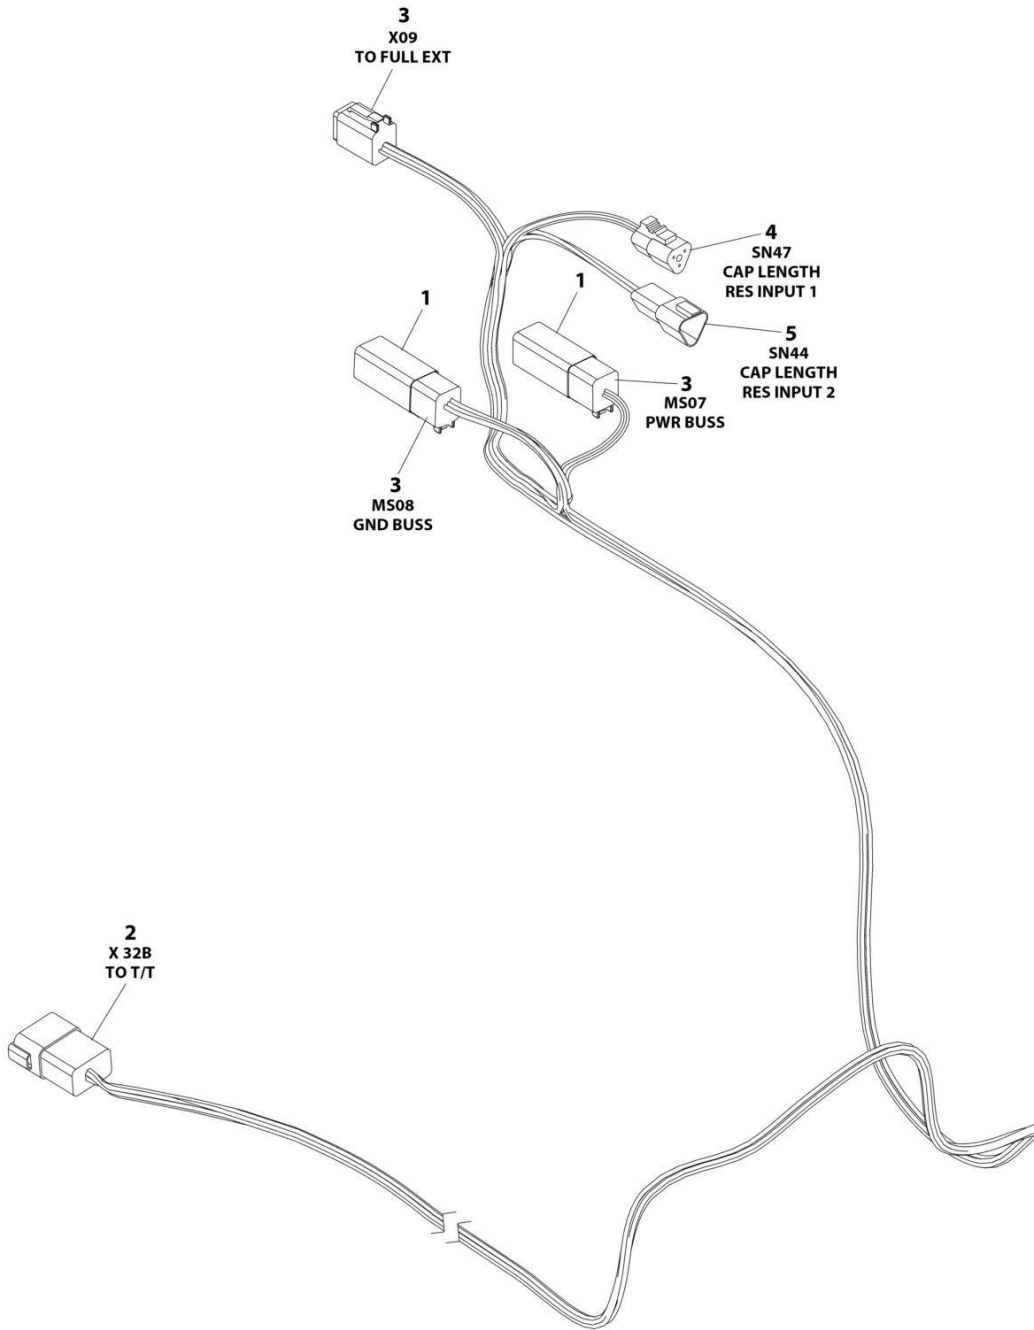 3
X09
TO FULL EXT
4
SN47
CAP LENGTH
RES INPUT 1
1
1
5
SN44
CAP LENGTH
RES INPUT 2
3
MS07
PWR BUSS
3
MS08
GND BUSS
2
X 32B
TO T/T